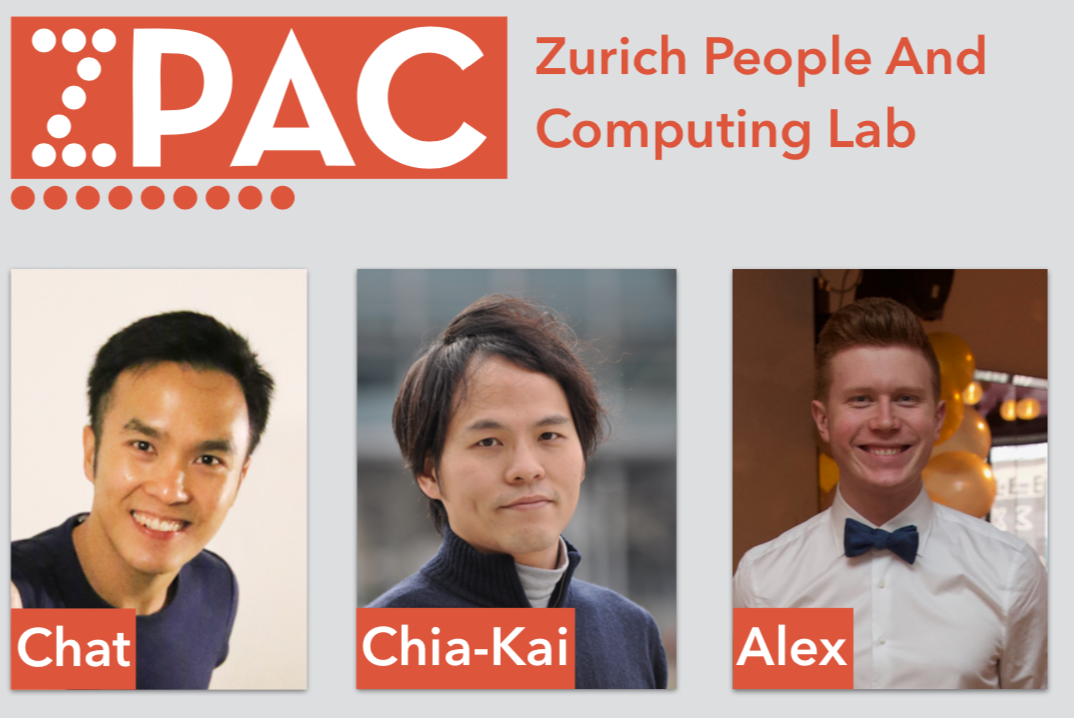 ZPAC
Zurich People And
Computing Lab
Chat
Chia-Kai
Alex